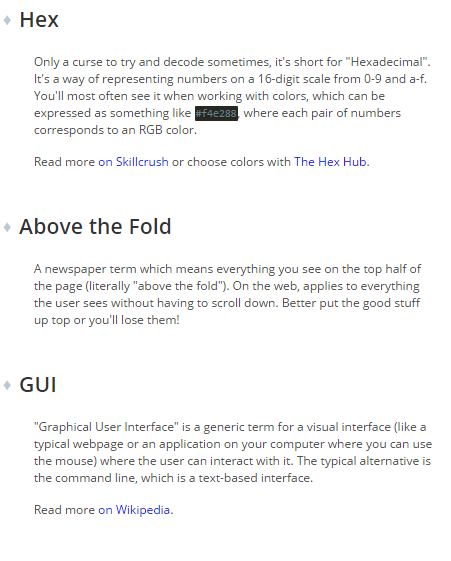 Hex
Only a curse to try and decode sometimes, it's short for "Hexadecimal".
It's a way of representing numbers on a 16-digit scale from 0-9 and a-f.
You'll most often see it when working with colors, which can be
expressed as something like #f4e288, where each pair of numbers
corresponds to an RGB color.
Read more on Skillcrush or choose colors with The Hex Hub.
Above the Fold
A newspaper term which means everything you see on the top half of
the page (literally "above the fold"). On the web, applies to everything
the user sees without having to scroll down. Better put the good stuff
up top or you'll lose them!
GUI
"Graphical User Interface" is a generic term for a visual interface (like a
typical webpage or an application on your computer where you can use
the mouse) where the user can interact with it. The typical alternative is
the command line, which is a text-based interface.
Read more on Wikipedia.